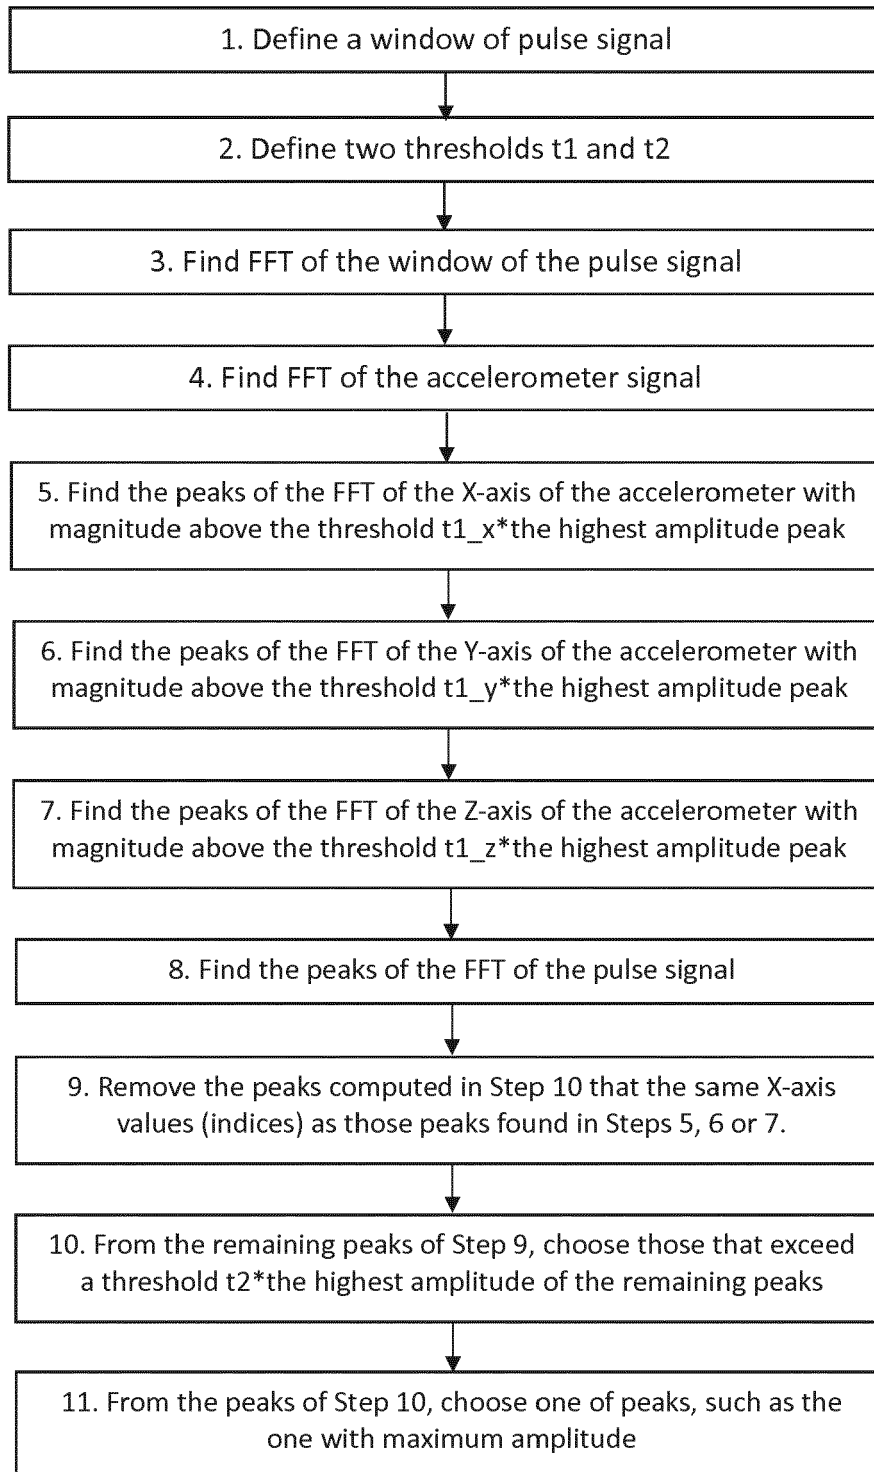 1. Define a window of pulse signal
2. Define two thresholds t1 and t2
3. Find FFT of the window of the pulse signal
4. Find FFT of the accelerometer signal
5. Find the peaks of the FFT of the X-axis of the accelerometer with
magnitude above the threshold t1_x*the highest amplitude peak
6. Find the peaks of the FFT of the Y-axis of the accelerometer with
magnitude above the threshold t1_y*the highest amplitude peak
7. Find the peaks of the FFT of the Z-axis of the accelerometer with
magnitude above the threshold t1_z*the highest amplitude peak
8. Find the peaks of the FFT of the pulse signal
9. Remove the peaks computed in Step 10 that the same X-axis
values (indices) as those peaks found in Steps 5, 6 or 7.
10. From the remaining peaks of Step 9, choose those that exceed
a threshold t2*the highest amplitude of the remaining peaks
11. From the peaks of Step 10, choose one of peaks, such as the
one with maximum amplitude